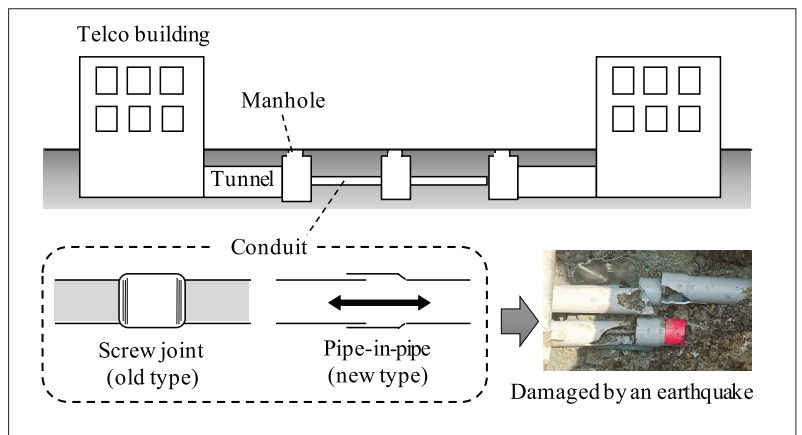 Telco building
Manhole
Tunnel
Conduit
Screw joint
(old type)
Pipe-in-pipe
(new type)
Damaged by an earthquake